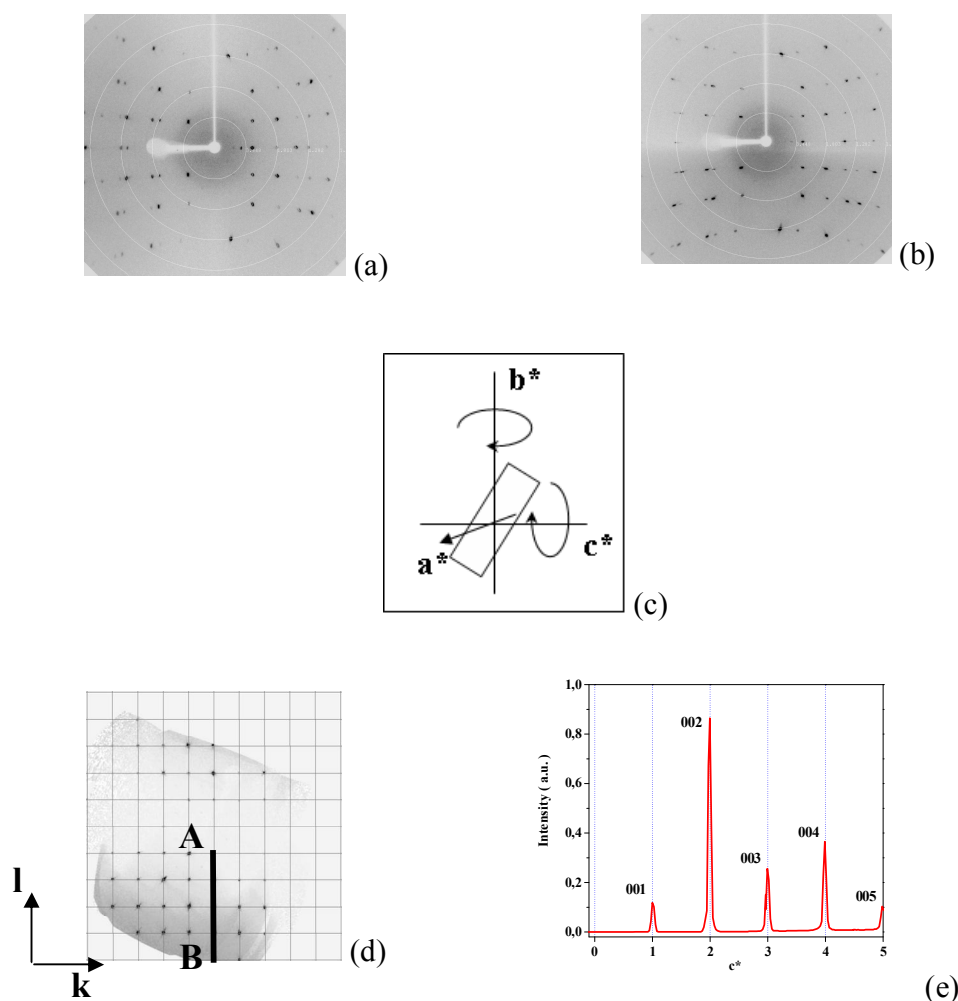 (a)
(b)
b*
a*
c*
(c)
A
B
l
k
(d)
1,0
0,8
0,6
0,4
0,2
0,0
Intensity ( a.u. )
001
002
003
004
005
0 1 2 3 4 5
c*
(e)